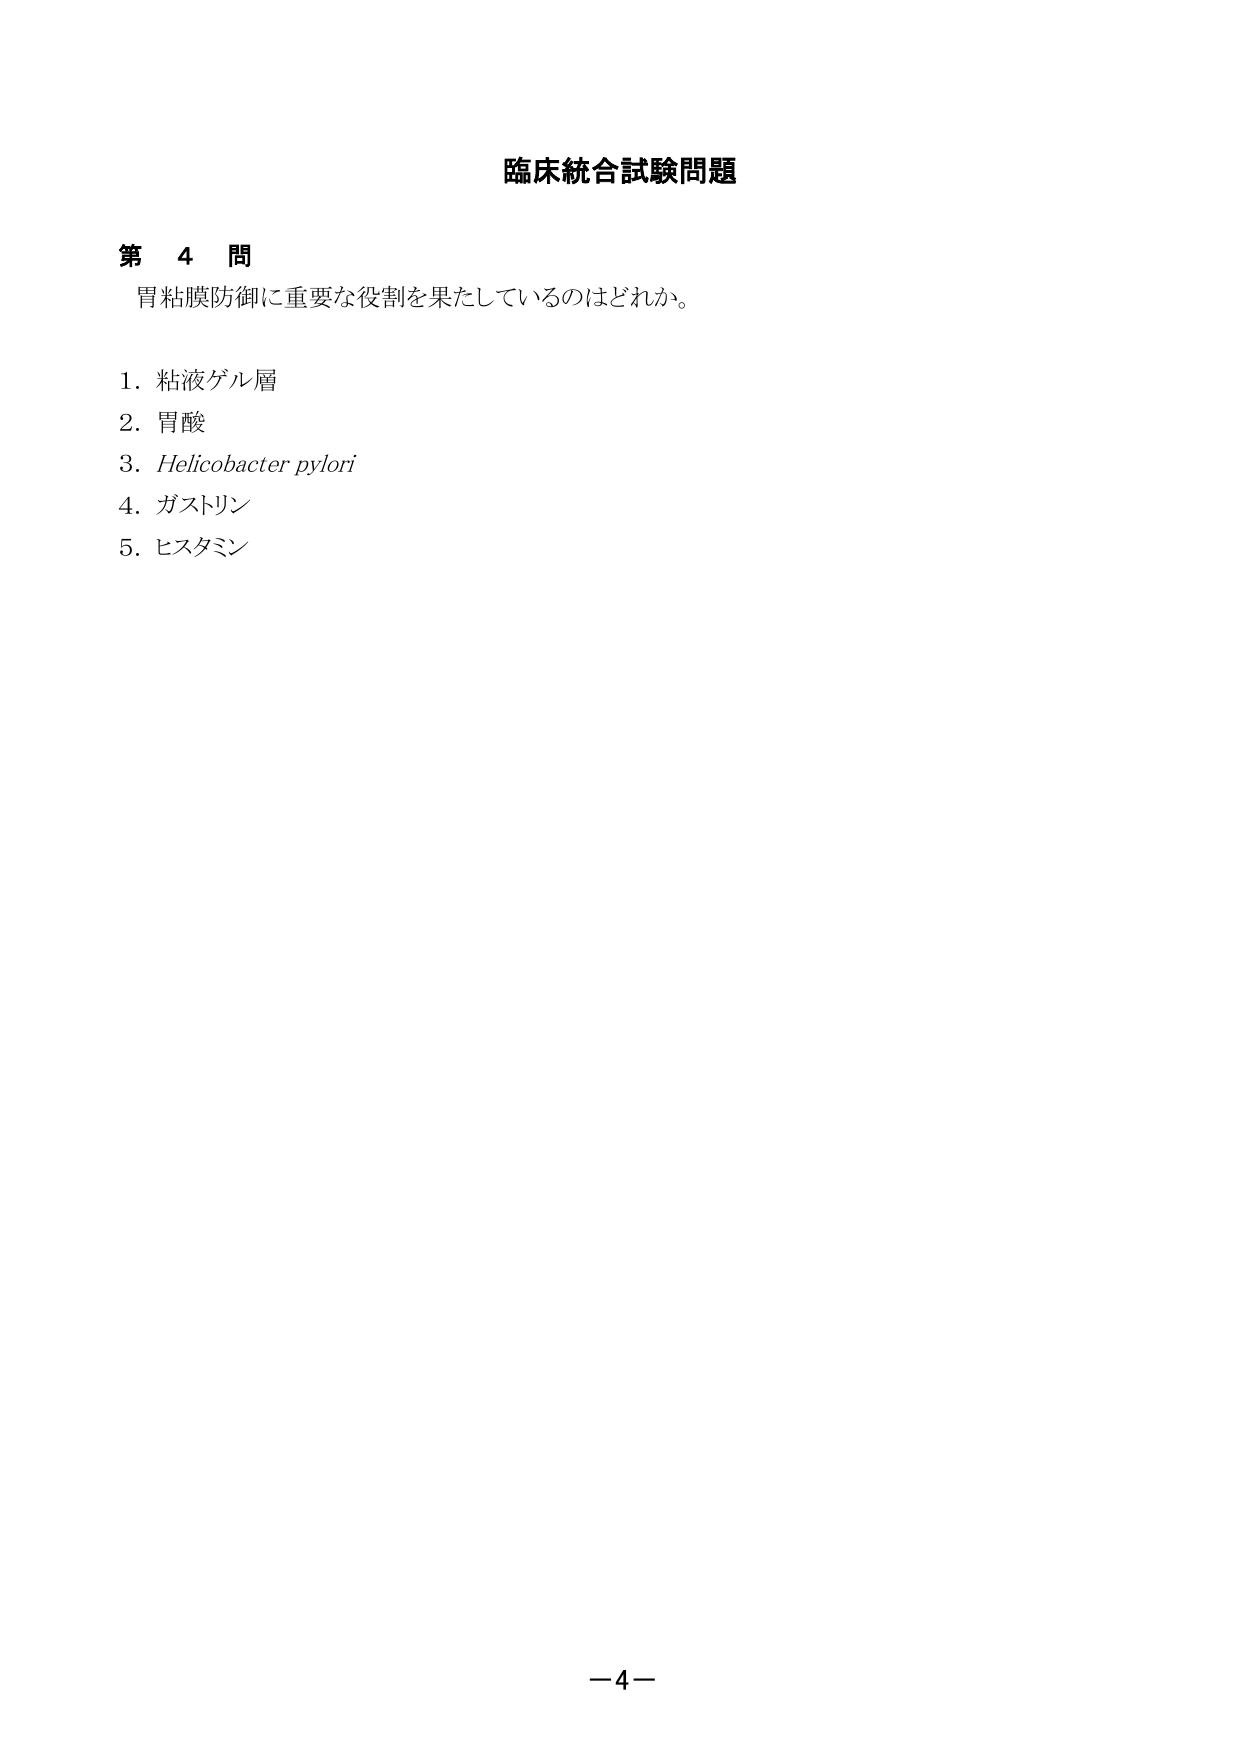 臨床統合試験問題
第　4　問
胃粘膜防御に重要な役割を果たしているのはどれか。
1. 粘液ゲル層
2. 胃酸
3. Helicobacter pylori
4. ガストリン
5. ヒスタミン
―4―